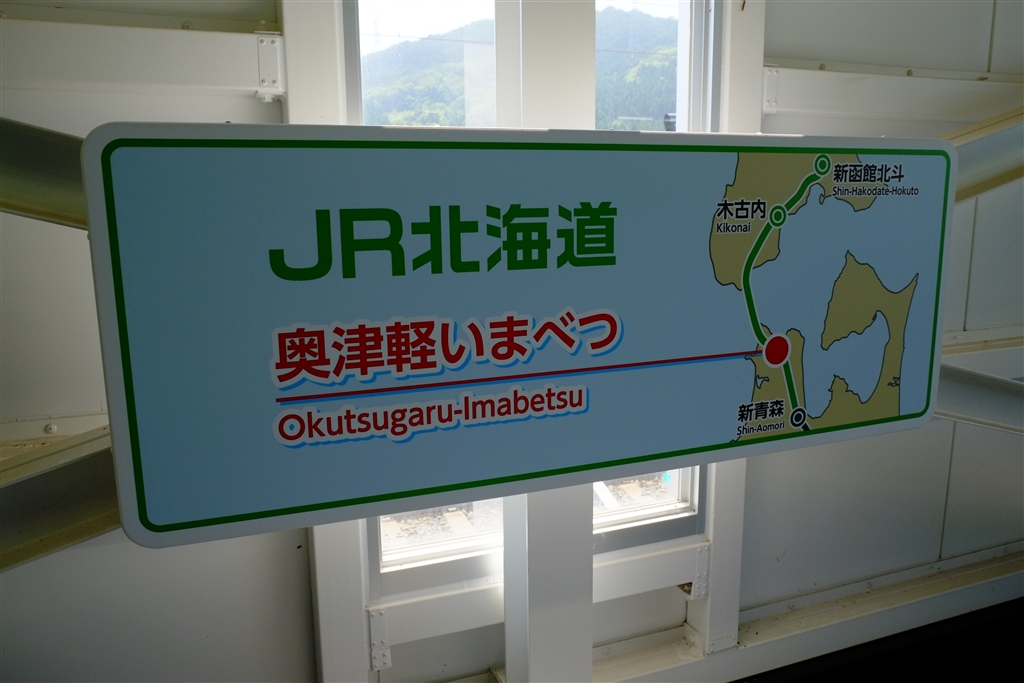 JR北海道
奥津軽いまべつ
Okutsugaru-Imabetsu
新函館北斗
Shin-Hakodate-Hokuto
木古内
Kikonai
新青森
Shin-Aomori